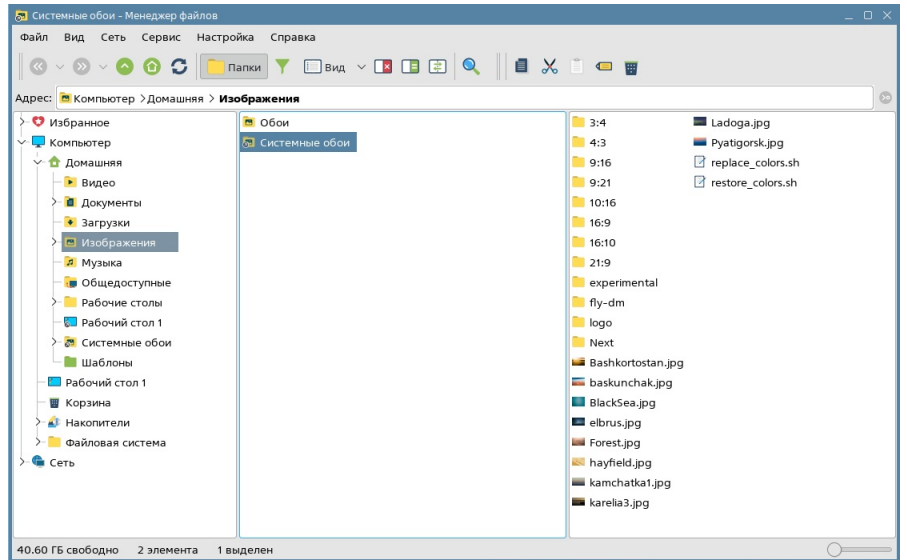 Системные обои – Менеджер файлов
Файл Вид Сеть Сервис Настройка Справка
Папки Вид
Адрес: Компьютер > Домашняя > Изображения
Избранное
Компьютер
Домашняя
Видео
Документы
Загрузки
Изображения
Музыка
Общедоступные
Рабочие столы
Рабочий стол 1
Системные обои
Шаблоны
Рабочий стол 1
Корзина
Накопители
Файловая система
Сеть
Обои
Системные обои
3:4
4:3
9:16
9:21
10:16
16:9
16:10
21:9
experimental
fly-dm
logo
Next
Bashkortostan.jpg
baskunchak.jpg
BlackSea.jpg
elbrus.jpg
Forest.jpg
hayfield.jpg
kamchatka1.jpg
karelia3.jpg
Ladoga.jpg
Pyatigorsk.jpg
replace_colors.sh
restore_colors.sh
40.60 ГБ свободно 2 элемента 1 выделен